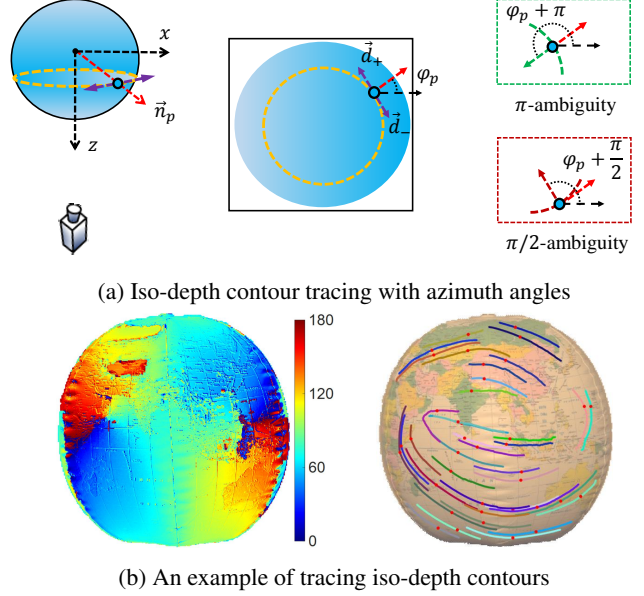 x
z
n⃗_p
d⃗_+
d⃗_−
φ_p
φ_p + π
π-ambiguity
φ_p + π/2
π/2-ambiguity
(a) Iso-depth contour tracing with azimuth angles
180
120
60
0
(b) An example of tracing iso-depth contours